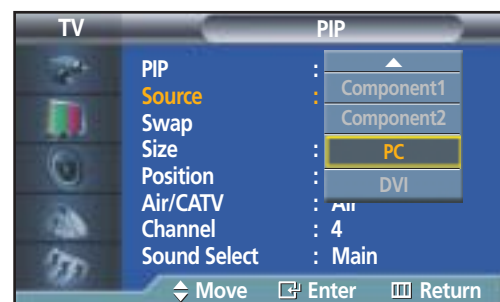 TV PIP
PIP :
Source :
Swap
Size :
Position :
Air/CATV : Air
Channel : 4
Sound Select : Main
Component1
Component2
PC
DVI
Move Enter Return